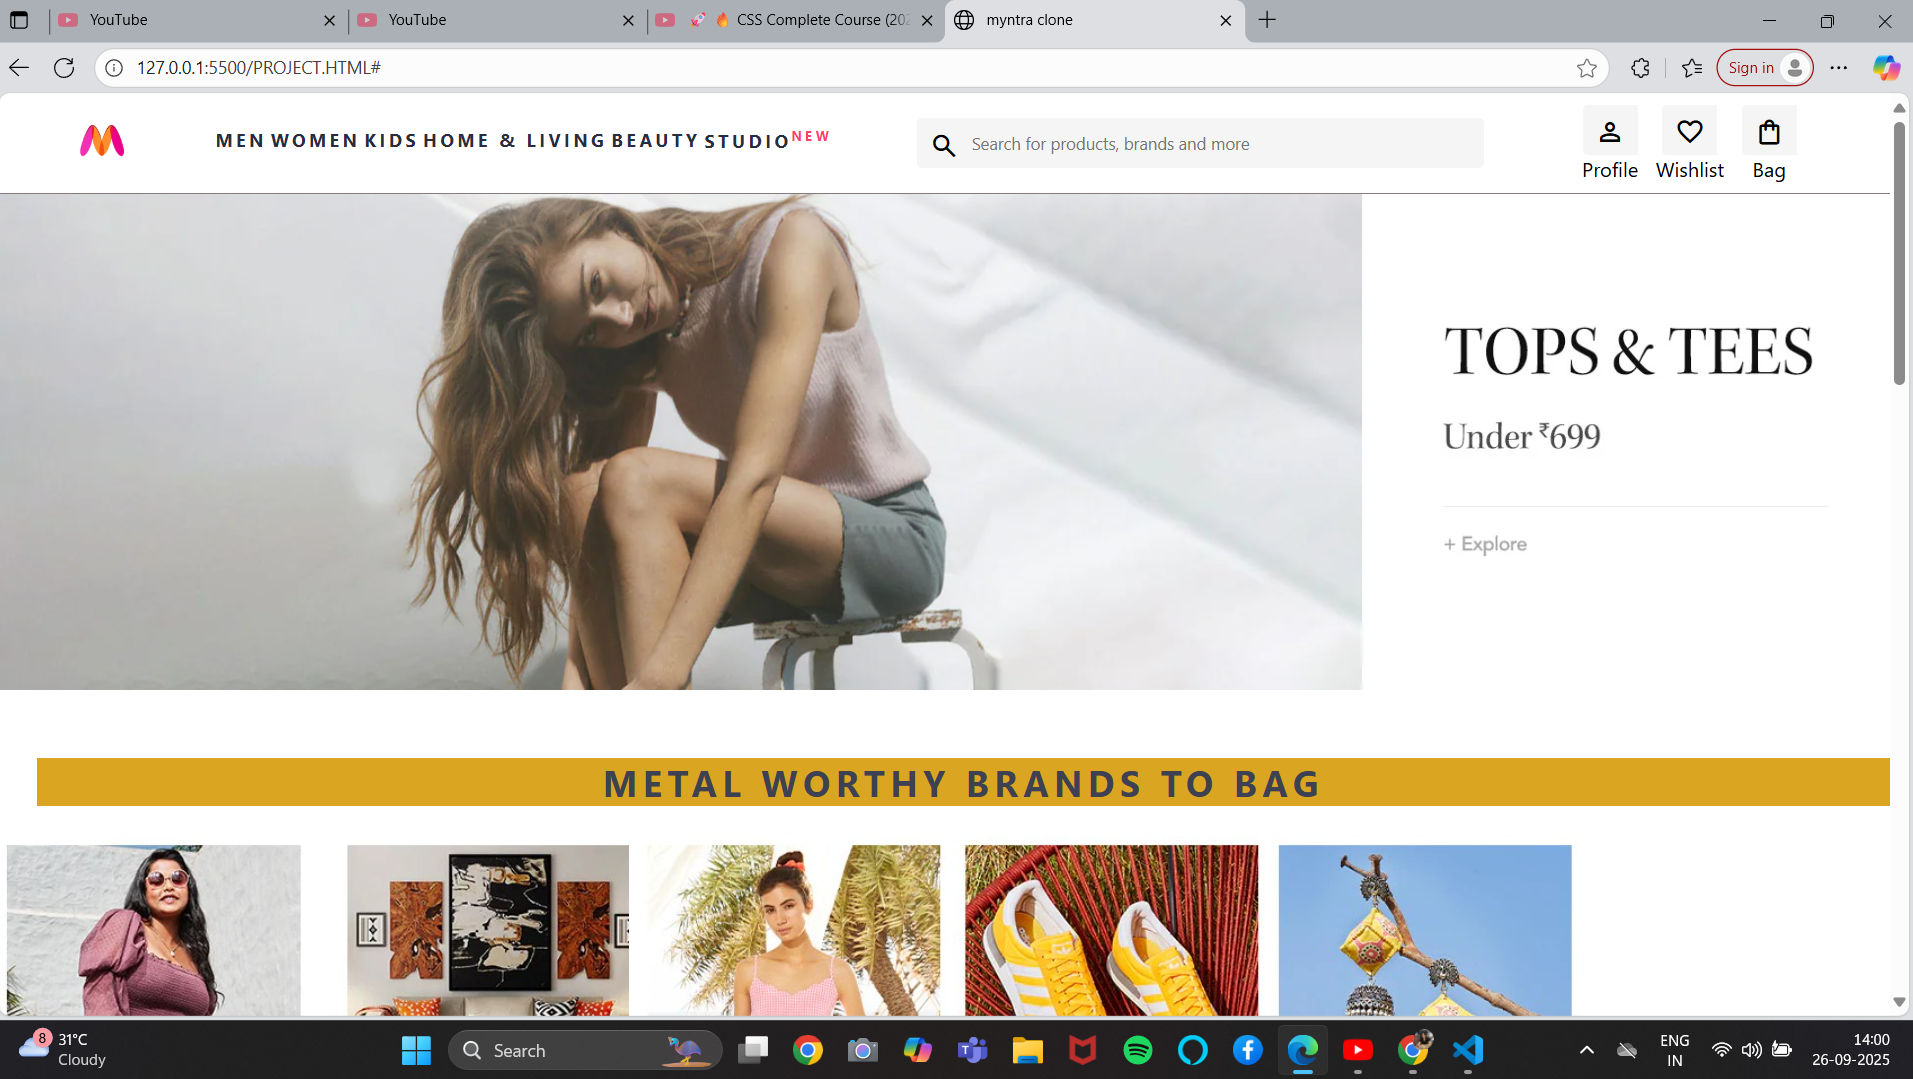 YouTube
YouTube
🚀 🔥 CSS Complete Course (202
myntra clone
127.0.0.1:5500/PROJECT.HTML#
Sign in
MEN WOMEN KIDS HOME & LIVING BEAUTY STUDIO NEW
Search for products, brands and more
Profile
Wishlist
Bag
TOPS & TEES
Under ₹699
+ Explore
METAL WORTHY BRANDS TO BAG
8
31°C
Cloudy
Search
ENG
IN
14:00
26-09-2025